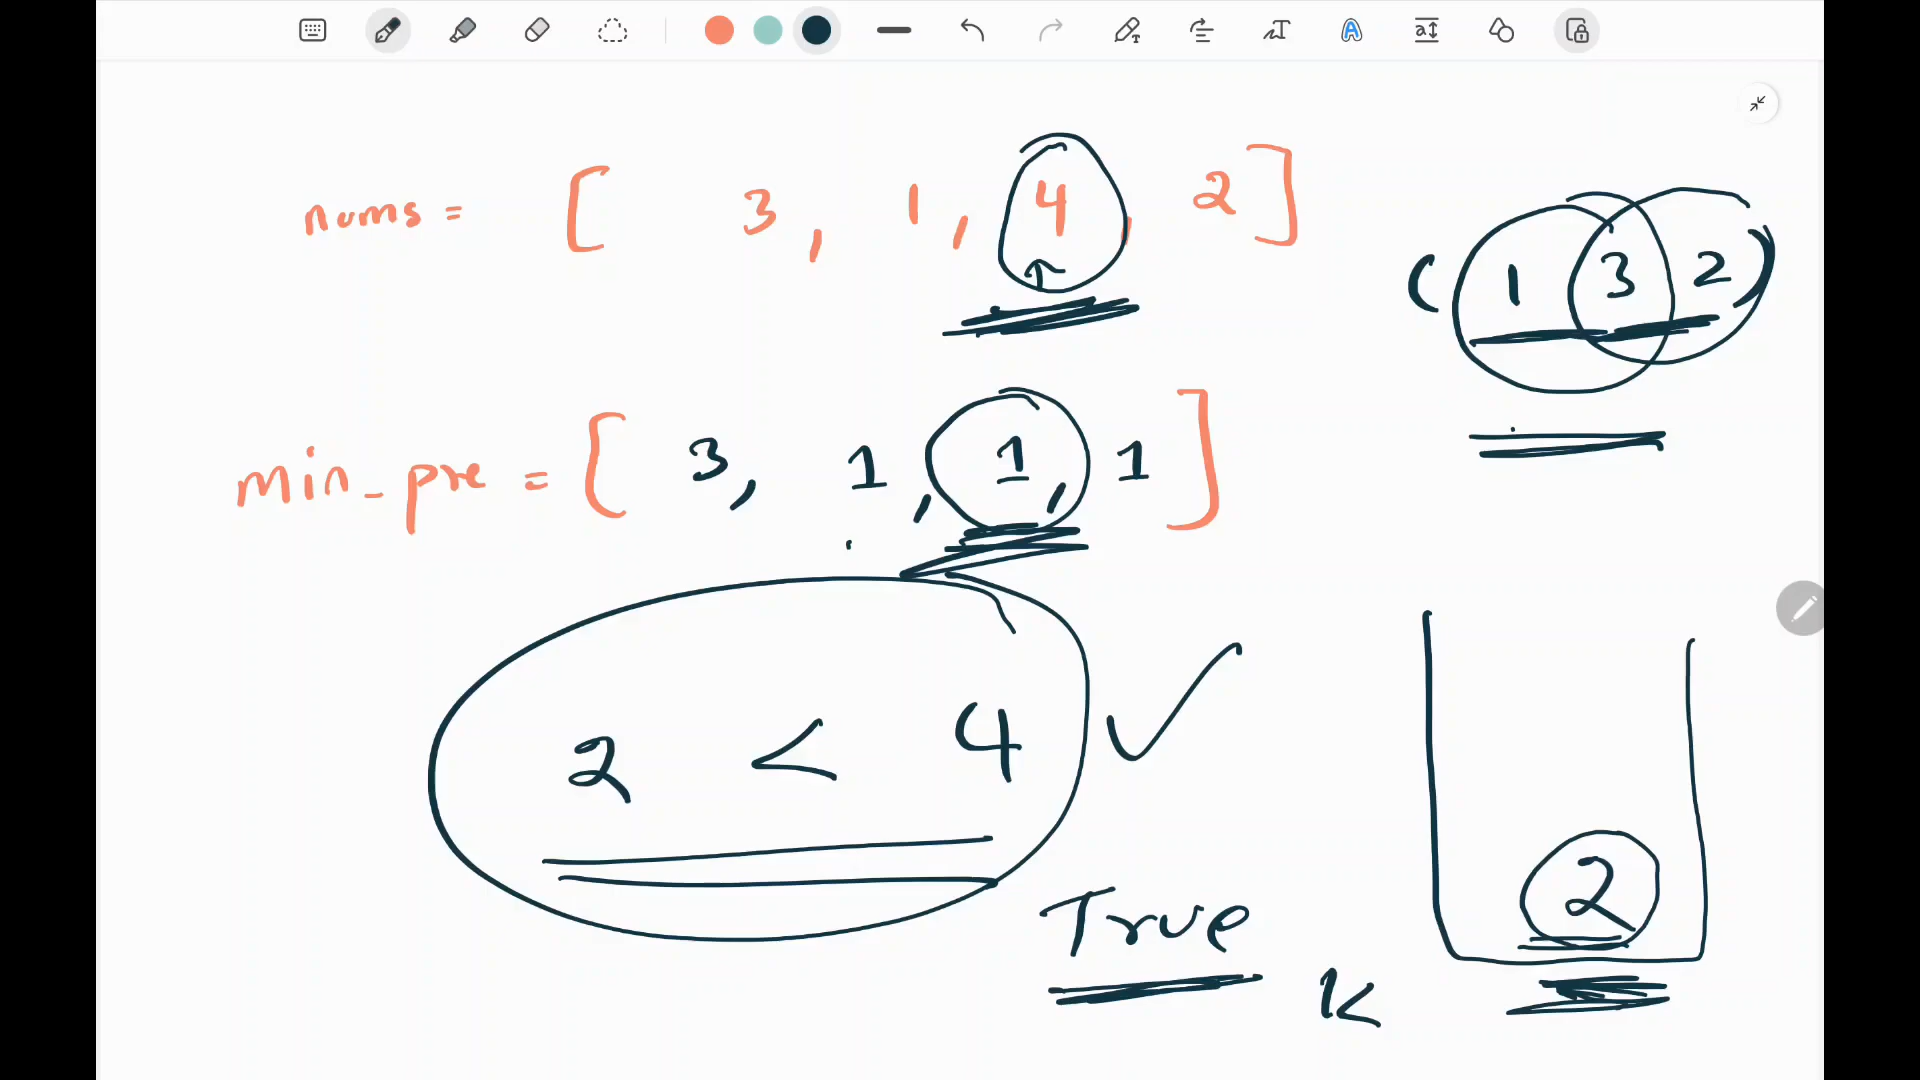 nums = [ 3 , 1 , 4 , 2 ]
( 1 3 2 )
min_pre = [ 3, 1 , 1 , 1 ]
2 < 4
2
True
K